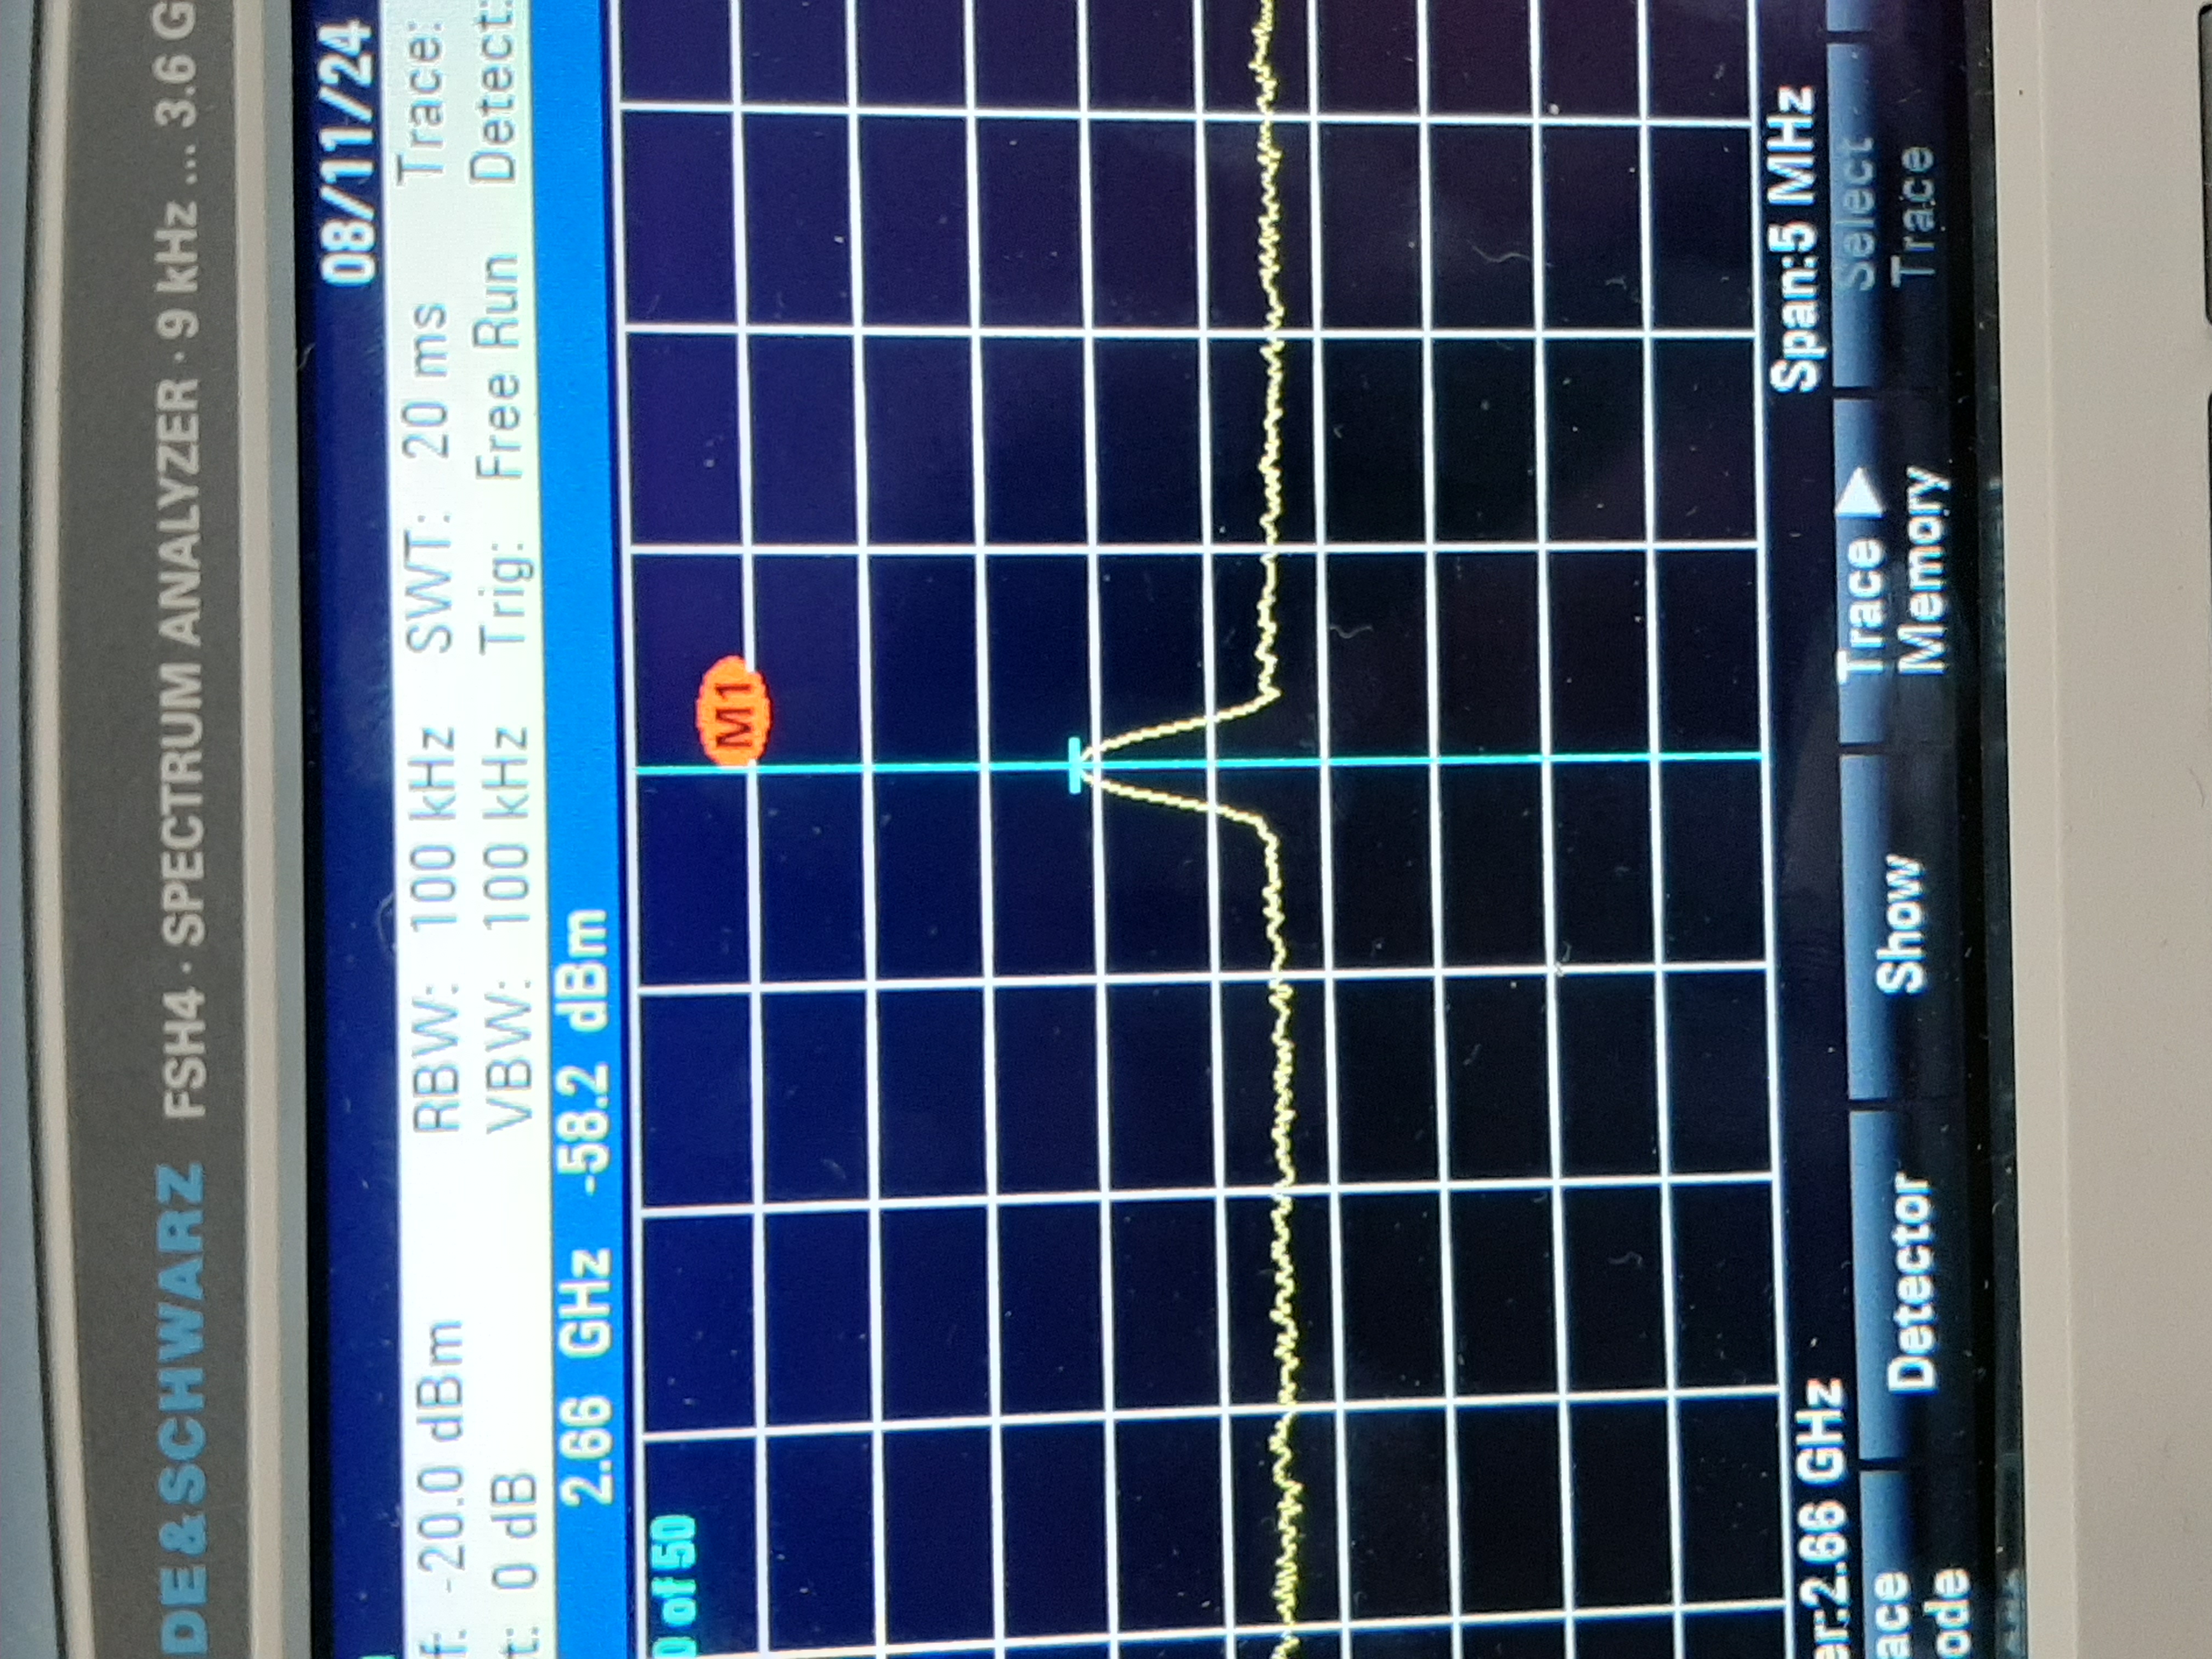 DE&SCHWARZ FSH4 · SPECTRUM ANALYZER · 9 kHz ... 3.6 G
08/11/24
f: -20.0 dBm RBW: 100 kHz SWT: 20 ms Trace:
t: 0 dB VBW: 100 kHz Trig: Free Run Detect:
2.66 GHz -58.2 dBm
0 of 50
M1
er:2.66 GHz Span:5 MHz
ace Detector Show Trace Select
ode Memory Trace